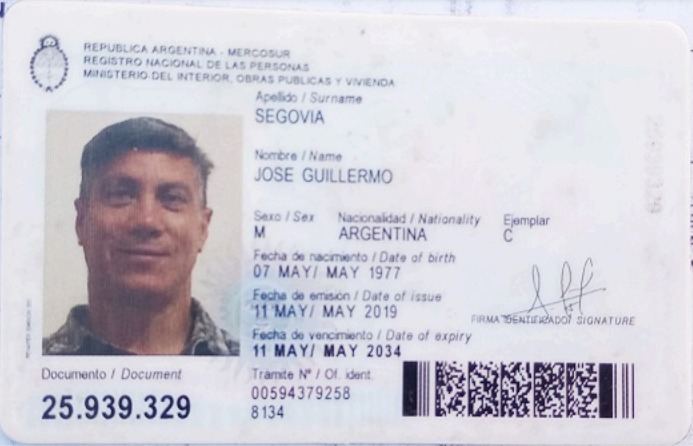 REPUBLICA ARGENTINA - MERCOSUR
REGISTRO NACIONAL DE LAS PERSONAS
MINISTERIO DEL INTERIOR, OBRAS PUBLICAS Y VIVIENDA
Apellido / Surname
SEGOVIA
Nombre / Name
JOSE GUILLERMO
Sexo / Sex Nacionalidad / Nationality Ejemplar
M ARGENTINA C
Fecha de nacimiento / Date of birth
07 MAY/ MAY 1977
Fecha de emisión / Date of issue
11 MAY/ MAY 2019
FIRMA IDENTIFICADO/ SIGNATURE
Fecha de vencimiento / Date of expiry
11 MAY/ MAY 2034
Documento / Document
25.939.329
Tramite Nº / Of. ident.
00594379258
8134